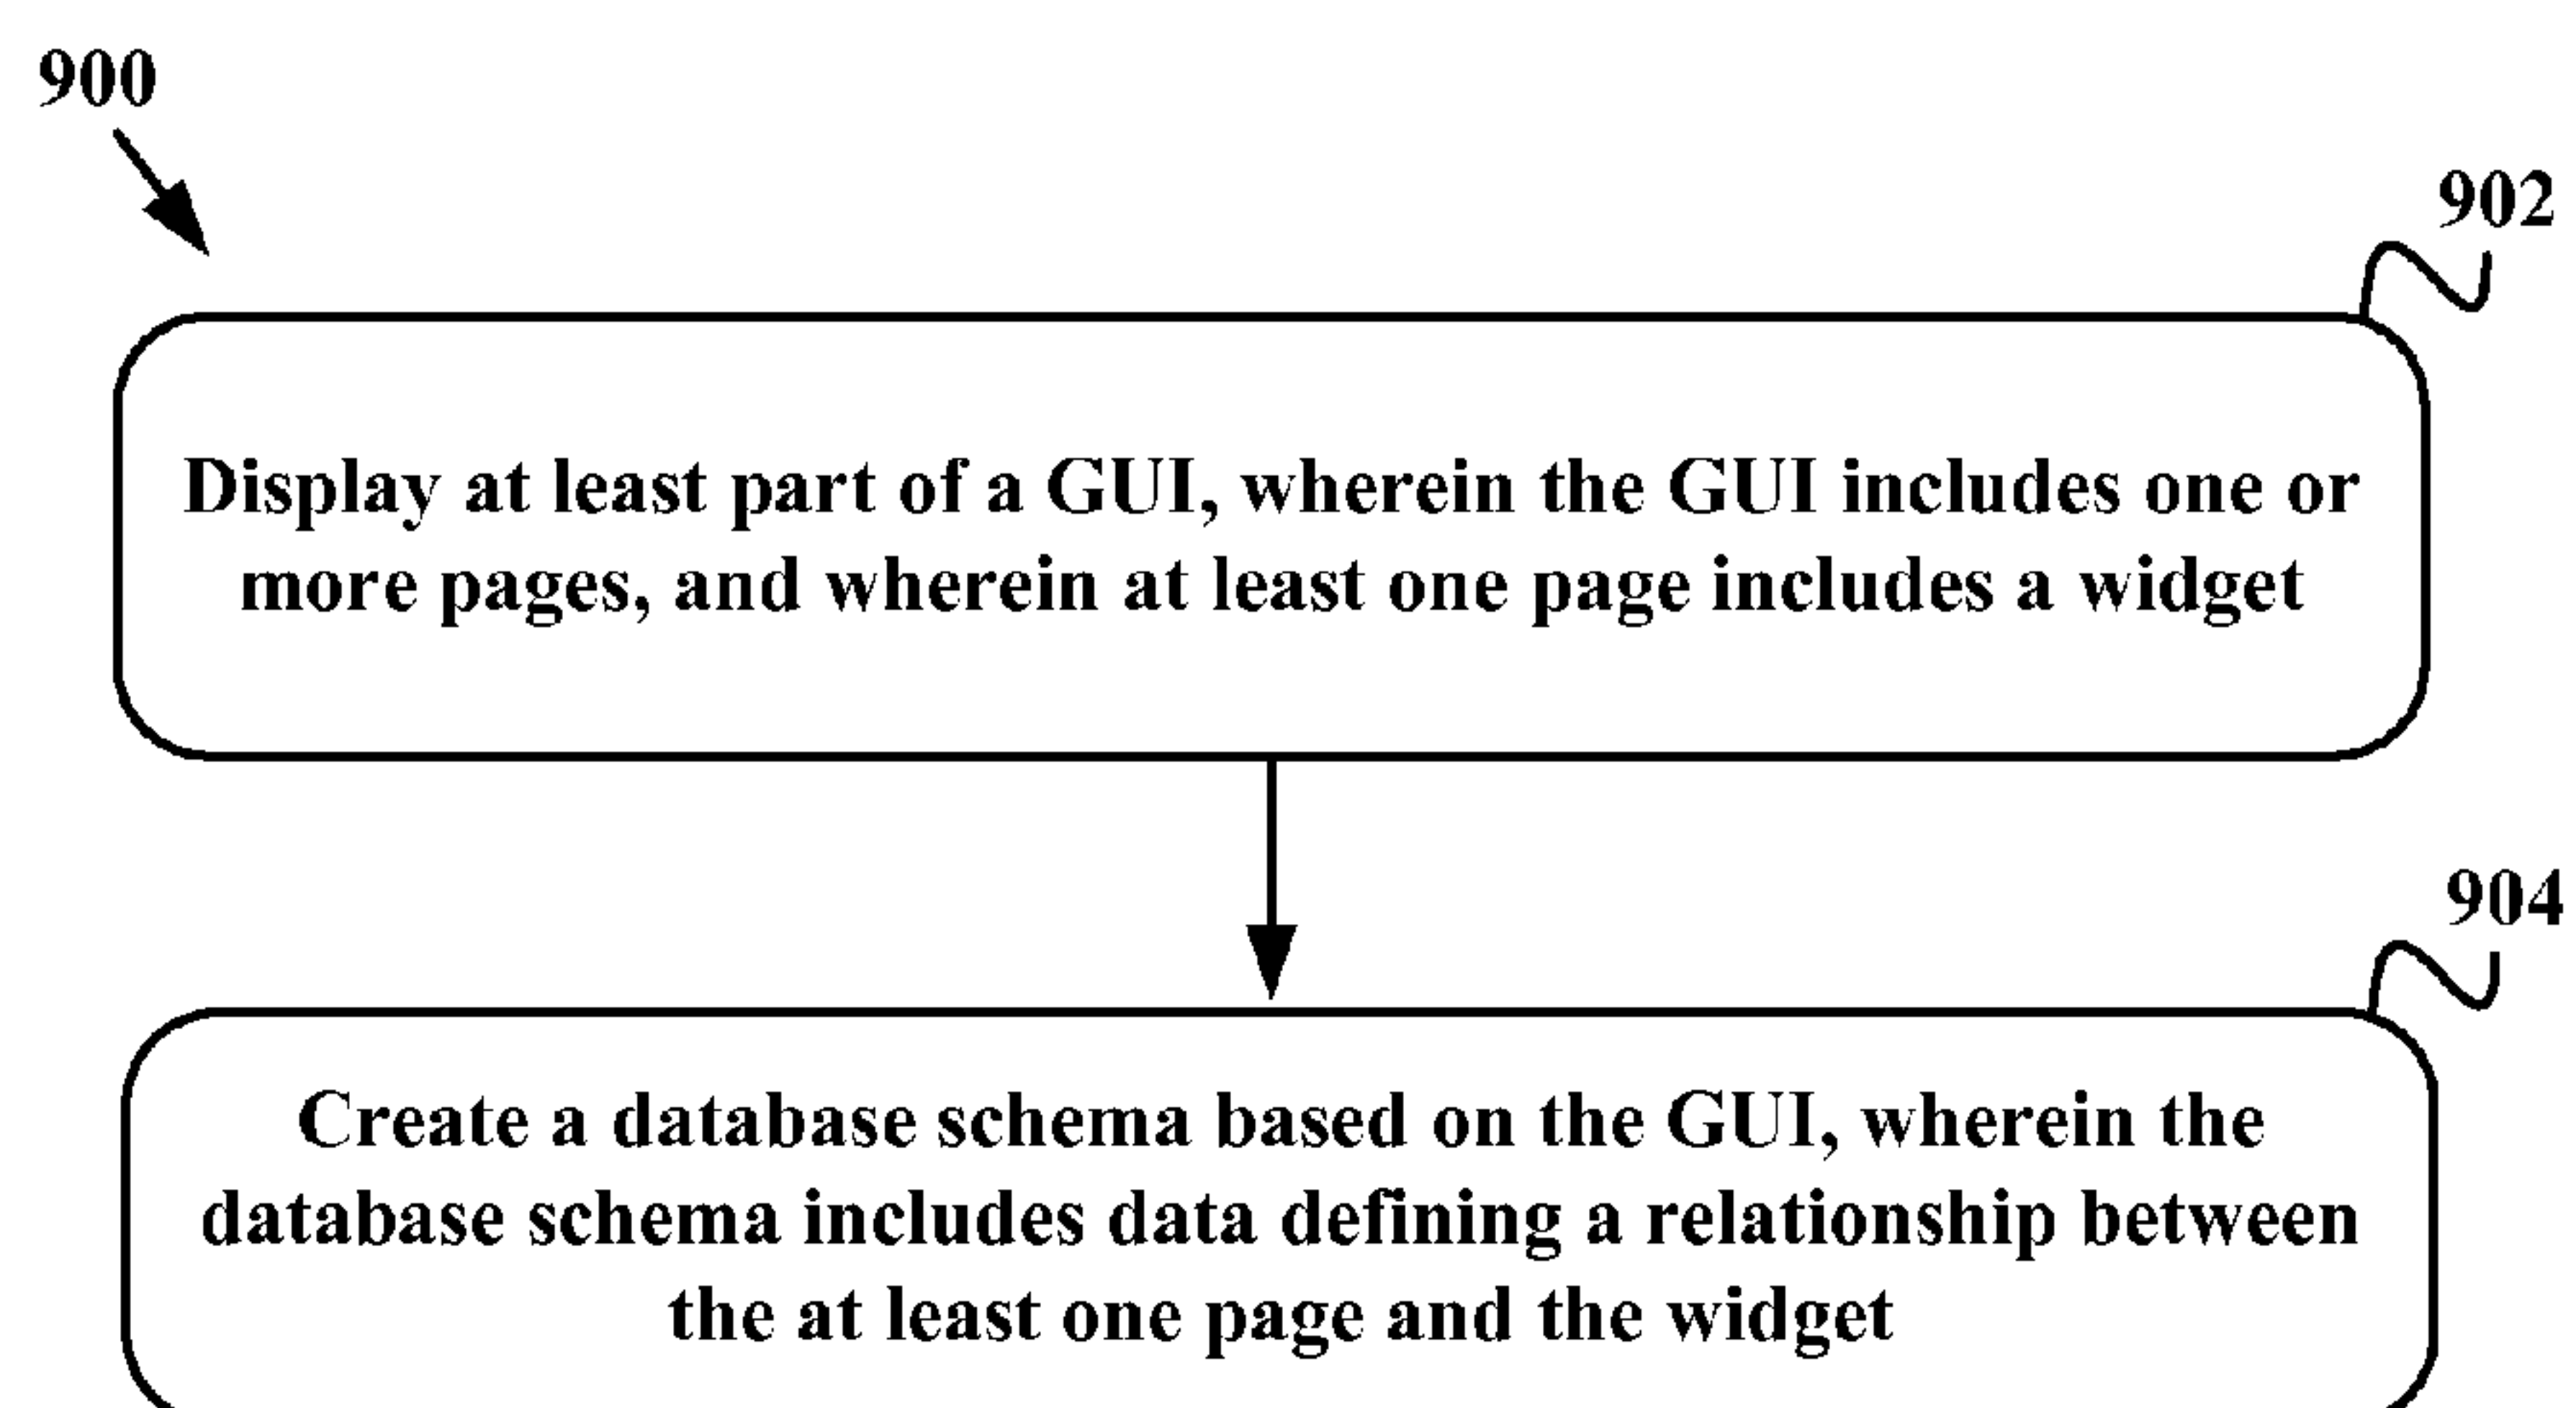 900
902
Display at least part of a GUI, wherein the GUI includes one or
more pages, and wherein at least one page includes a widget
904
Create a database schema based on the GUI, wherein the
database schema includes data defining a relationship between
the at least one page and the widget